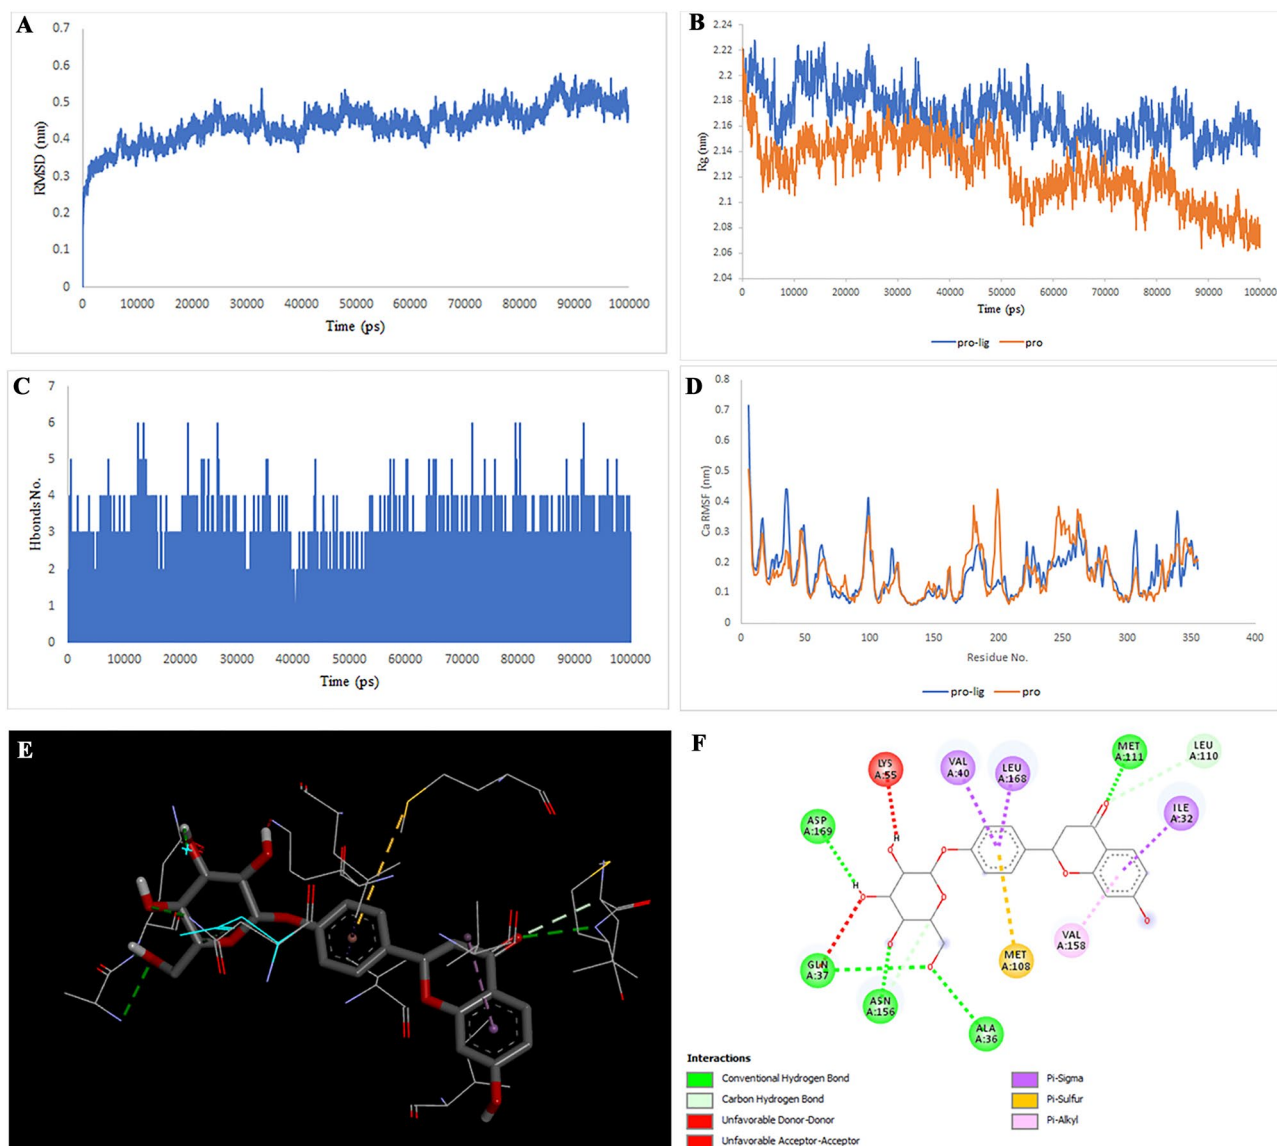 A
0.7
0.6
0.5
0.4
0.3
0.2
0.1
0
RMSD (nm)
0 10000 20000 30000 40000 50000 60000 70000 80000 90000 100000
Time (ps)
B
2.24
2.22
2.2
2.18
2.16
2.14
2.12
2.1
2.08
2.06
2.04
Rg (nm)
0 10000 20000 30000 40000 50000 60000 70000 80000 90000 100000
Time (ps)
pro-lig pro
C
7
6
5
4
3
2
1
0
Hbonds No.
0 10000 20000 30000 40000 50000 60000 70000 80000 90000 100000
Time (ps)
D
0.8
0.7
0.6
0.5
0.4
0.3
0.2
0.1
0
Ca RMSF (nm)
0 50 100 150 200 250 300 350 400
Residue No.
pro-lig pro
E
F
LYS
A:55
VAL
A:40
LEU
A:168
MET
A:111
LEU
A:110
ILE
A:32
ASP
A:169
H
H
VAL
A:158
MET
A:108
GLN
A:37
ASN
A:156
ALA
A:36
Interactions
Conventional Hydrogen Bond
Carbon Hydrogen Bond
Unfavorable Donor-Donor
Unfavorable Acceptor-Acceptor
Pi-Sigma
Pi-Sulfur
Pi-Alkyl